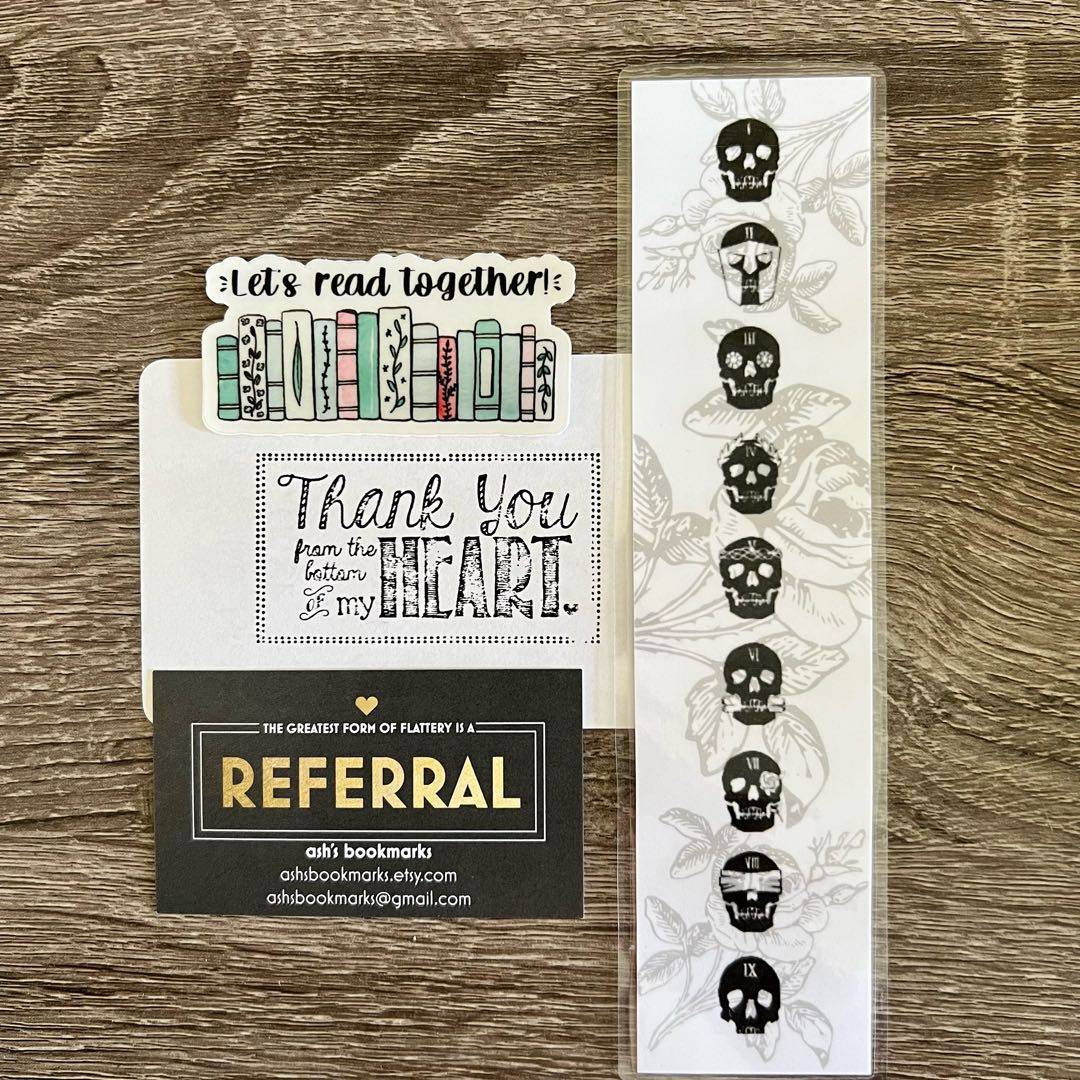 Let's read together!
Thank You
from the
bottom
of my HEART.
THE GREATEST FORM OF FLATTERY IS A
REFERRAL
ash's bookmarks
ashsbookmarks.etsy.com
ashsbookmarks@gmail.com
I
II
III
IV
VI
VII
VIII
IX